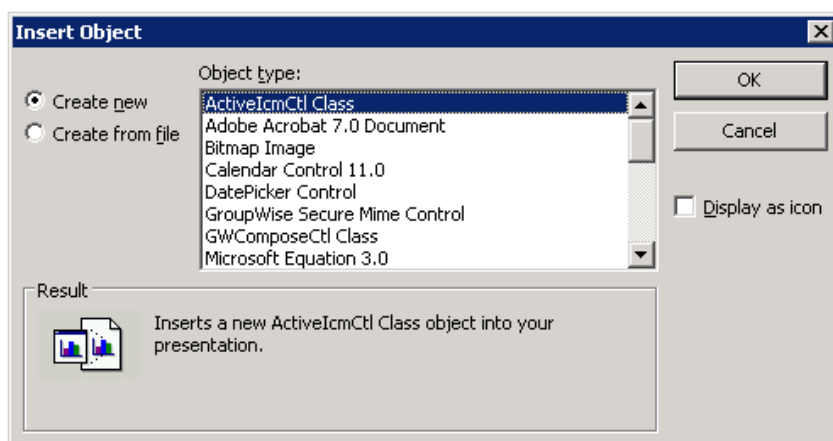 Insert Object
Object type:
Create new
Create from file
ActiveIcmCtl Class
Adobe Acrobat 7.0 Document
Bitmap Image
Calendar Control 11.0
DatePicker Control
GroupWise Secure Mime Control
GWComposeCtl Class
Microsoft Equation 3.0
OK
Cancel
Display as icon
Result
Inserts a new ActiveIcmCtl Class object into your
presentation.